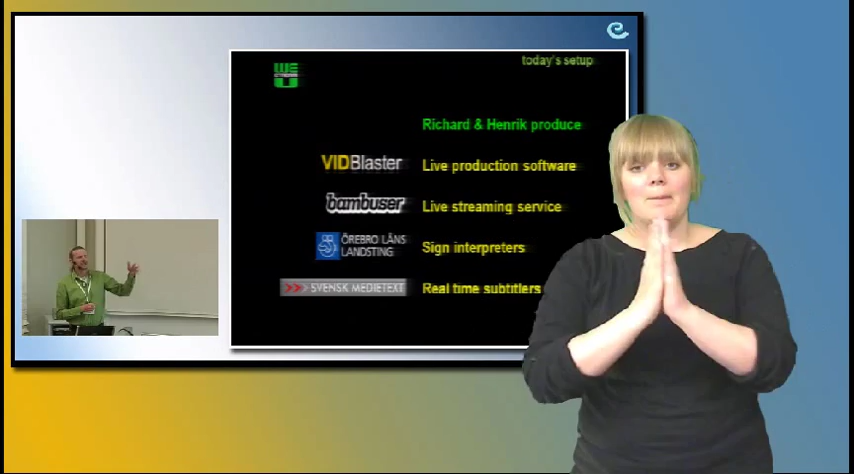 WE
today's setup
Richard & Henrik produce
VIDBlaster Live production software
bambuser Live streaming service
ÖREBRO LÄNS
LANDSTING
Sign interpreters
SVENSK MEDIETEXT Real time subtitlers